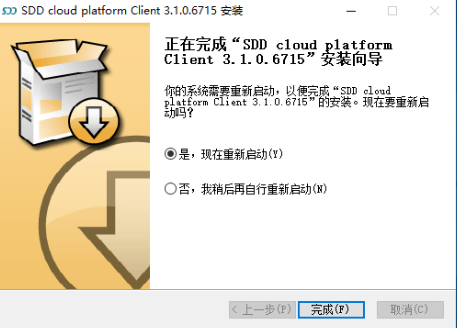 SDD cloud platform Client 3.1.0.6715 安装
正在完成“SDD cloud platform
Client 3.1.0.6715”安装向导
你的系统需要重新启动，以便完成“SDD cloud
platform Client 3.1.0.6715”的安装。现在要重新启
动吗？
是，现在重新启动(Y)
否，我稍后再自行重新启动(N)
< 上一步(P)
完成(F)
取消(C)